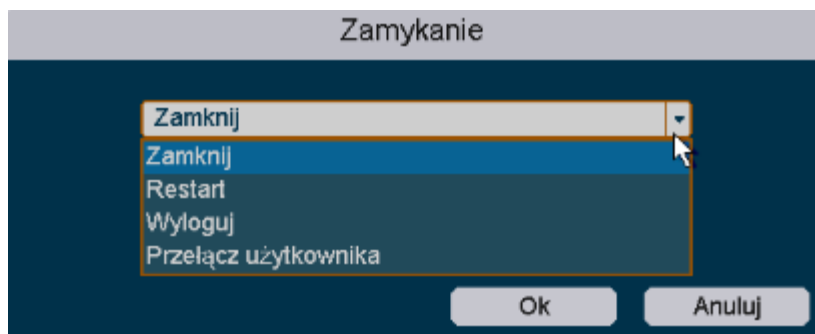 Zamykanie
Zamknij
Zamknij
Restart
Wyloguj
Przełącz użytkownika
Ok Anuluj